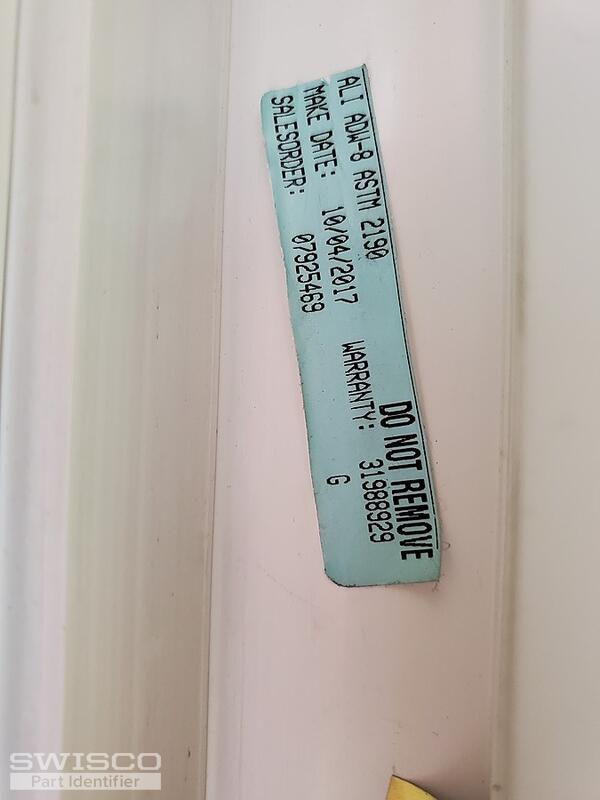 ALI ADW-8 ASTM 2190
DO NOT REMOVE
MAKE DATE: 10/04/2017 WARRANTY: 31988929
SALESORDER: 07925469 G
SWISCO
Part Identifier